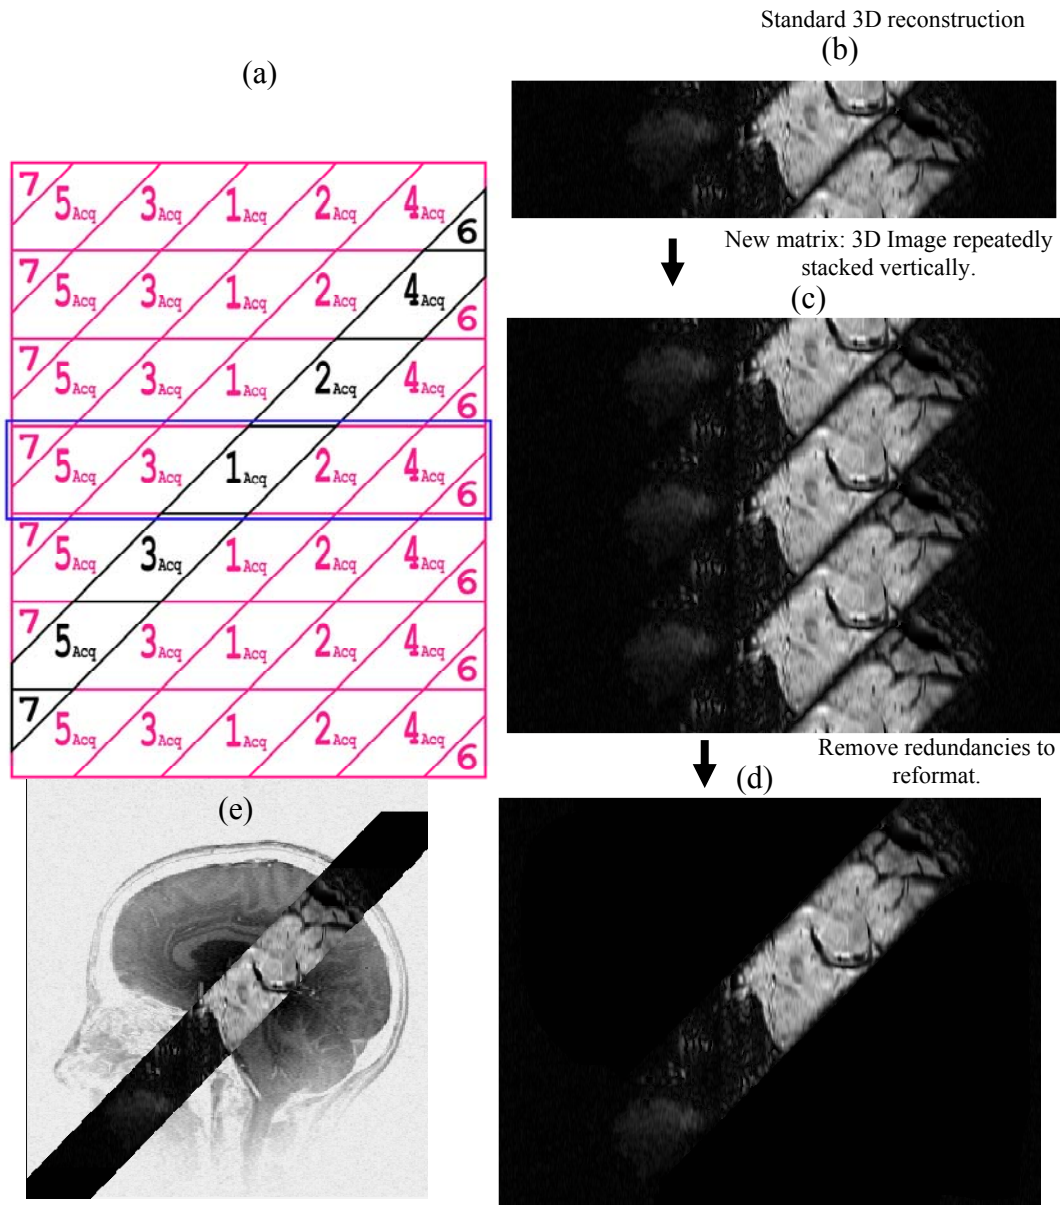 Standard 3D reconstruction
(b)
(a)
New matrix: 3D Image repeatedly
stacked vertically.
(c)
7 5Acq 3Acq 1Acq 2Acq 4Acq 6
7 5Acq 3Acq 1Acq 2Acq 4Acq 6
7 5Acq 3Acq 1Acq 2Acq 4Acq 6
7 5Acq 3Acq 1Acq 2Acq 4Acq 6
7 5Acq 3Acq 1Acq 2Acq 4Acq 6
7 5Acq 3Acq 1Acq 2Acq 4Acq 6
7 5Acq 3Acq 1Acq 2Acq 4Acq 6
Remove redundancies to
reformat.
(d)
(e)